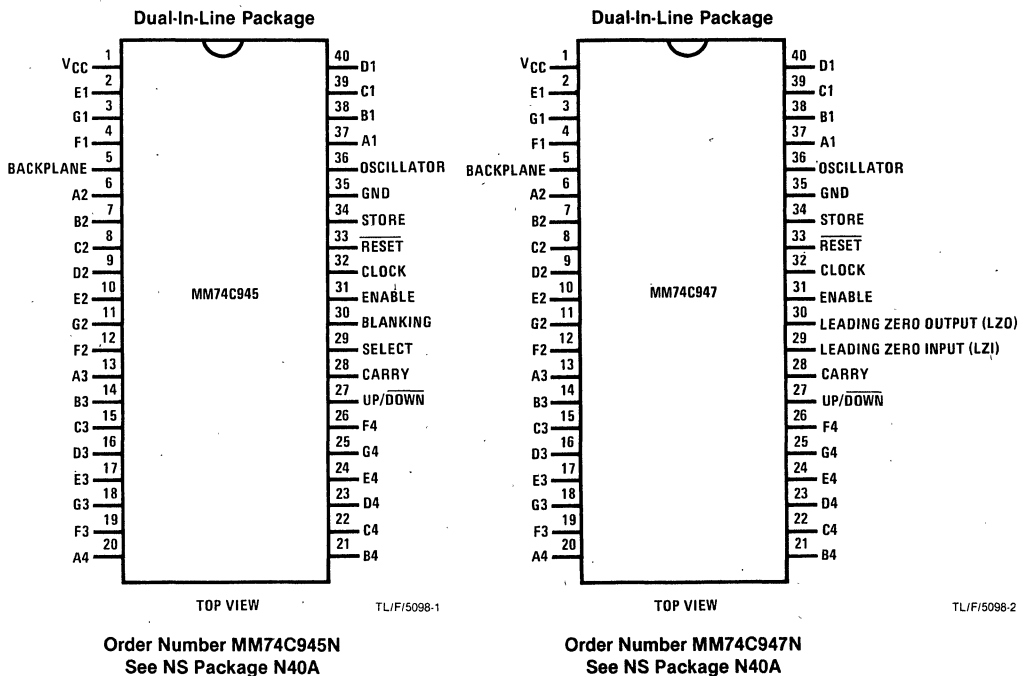 Dual-In-Line Package
VCC 1 40 D1
E1 2 39 C1
G1 3 38 B1
F1 4 37 A1
BACKPLANE 5 36 OSCILLATOR
A2 6 35 GND
B2 7 34 STORE
C2 8 33 RESET
D2 9 32 CLOCK
E2 10 31 ENABLE
MM74C945
G2 11 30 BLANKING
F2 12 29 SELECT
A3 13 28 CARRY
B3 14 27 UP/DOWN
C3 15 26 F4
D3 16 25 G4
E3 17 24 E4
G3 18 23 D4
F3 19 22 C4
A4 20 21 B4
TOP VIEW
TL/F/5098-1
Order Number MM74C945N
See NS Package N40A
Dual-In-Line Package
VCC 1 40 D1
E1 2 39 C1
G1 3 38 B1
F1 4 37 A1
BACKPLANE 5 36 OSCILLATOR
A2 6 35 GND
B2 7 34 STORE
C2 8 33 RESET
D2 9 32 CLOCK
E2 10 31 ENABLE
MM74C947
G2 11 30 LEADING ZERO OUTPUT (LZO)
F2 12 29 LEADING ZERO INPUT (LZI)
A3 13 28 CARRY
B3 14 27 UP/DOWN
C3 15 26 F4
D3 16 25 G4
E3 17 24 E4
G3 18 23 D4
F3 19 22 C4
A4 20 21 B4
TOP VIEW
TL/F/5098-2
Order Number MM74C947N
See NS Package N40A